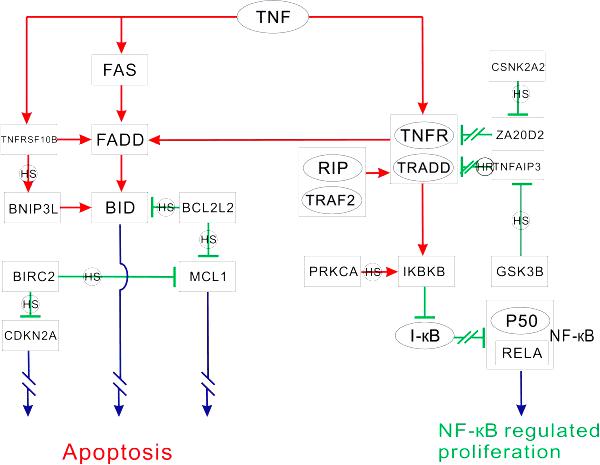 TNF
FAS
CSNK2A2
HS
TNFRSF10B
FADD
TNFR
ZA20D2
HS
RIP
TRADD
HR
TNFAIP3
TRAF2
BNIP3L
BID
HS
BCL2L2
HS
HS
BIRC2
HS
MCL1
PRKCA
HS
IKBKB
GSK3B
HS
CDKN2A
I-κB
P50
NF-κB
RELA
Apoptosis
NF-κB regulated
proliferation